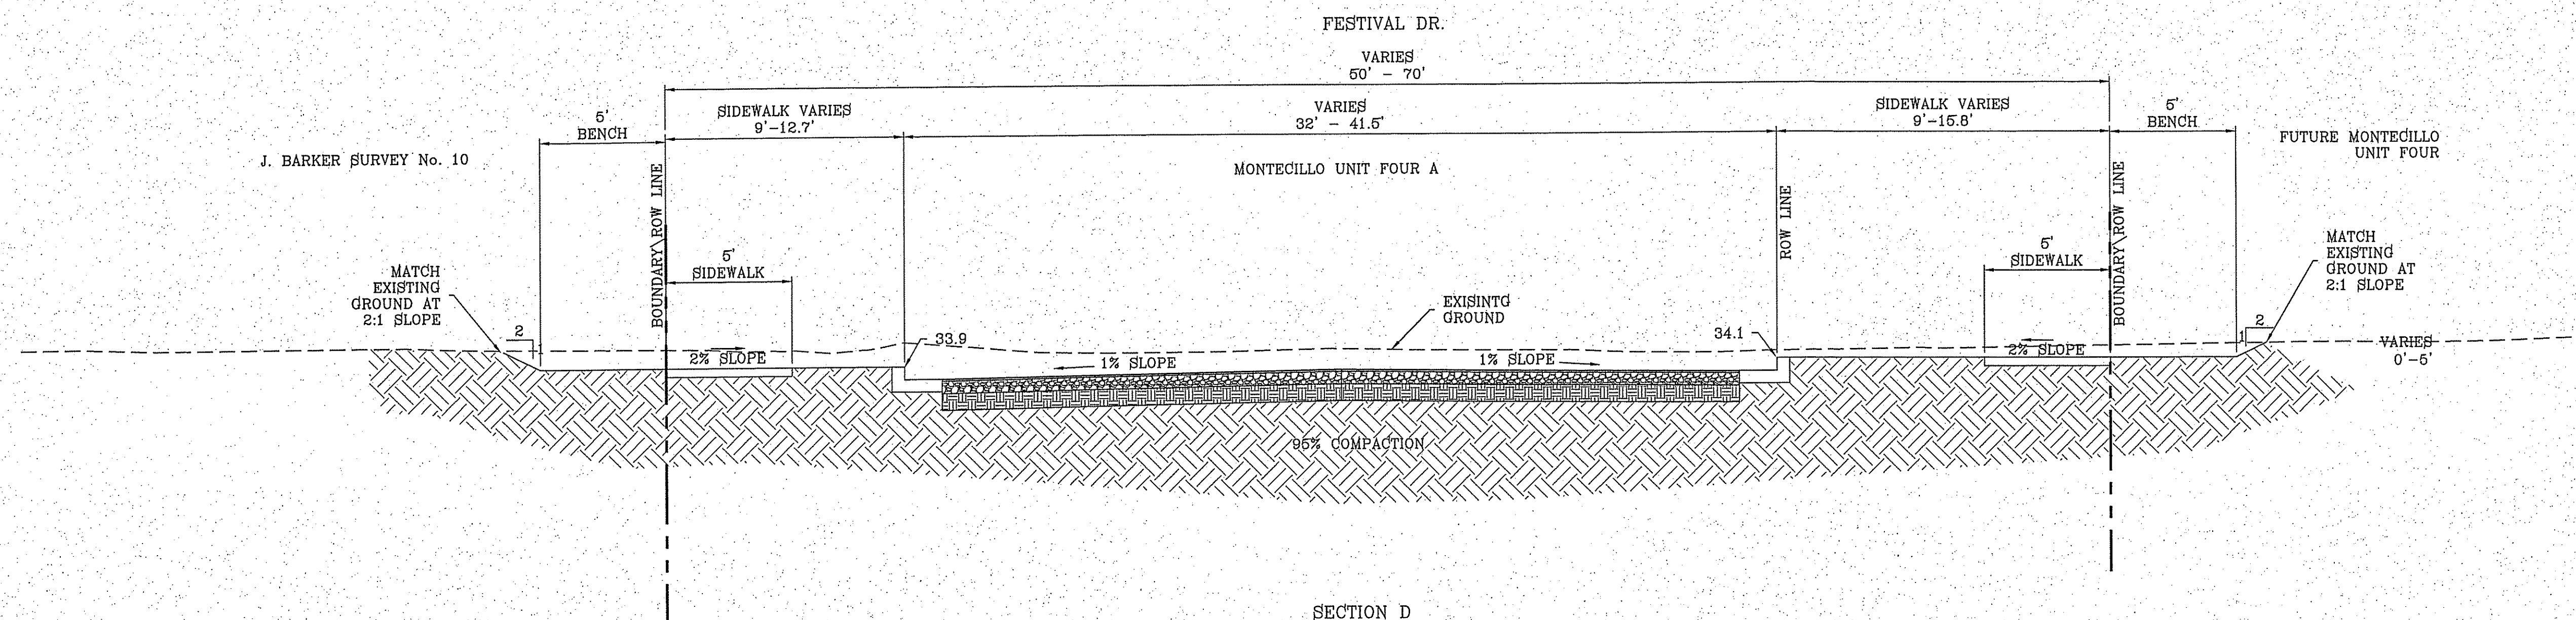 FESTIVAL DR.
VARIES
50' - 70'
5'
BENCH
SIDEWALK VARIES
9'-12.7'
VARIES
32' - 41.5'
SIDEWALK VARIES
9'-15.8'
5'
BENCH
J. BARKER SURVEY No. 10
MONTECILLO UNIT FOUR A
FUTURE MONTECILLO
UNIT FOUR
BOUNDARY\ROW LINE
ROW LINE
BOUNDARY\ROW LINE
MATCH
EXISTING
GROUND AT
2:1 SLOPE
5'
SIDEWALK
EXISINTG
GROUND
5'
SIDEWALK
MATCH
EXISTING
GROUND AT
2:1 SLOPE
2
1
2% SLOPE
33.9
1% SLOPE
1% SLOPE
34.1
2% SLOPE
1
2
VARIES
0'-5'
95% COMPACTION
SECTION D